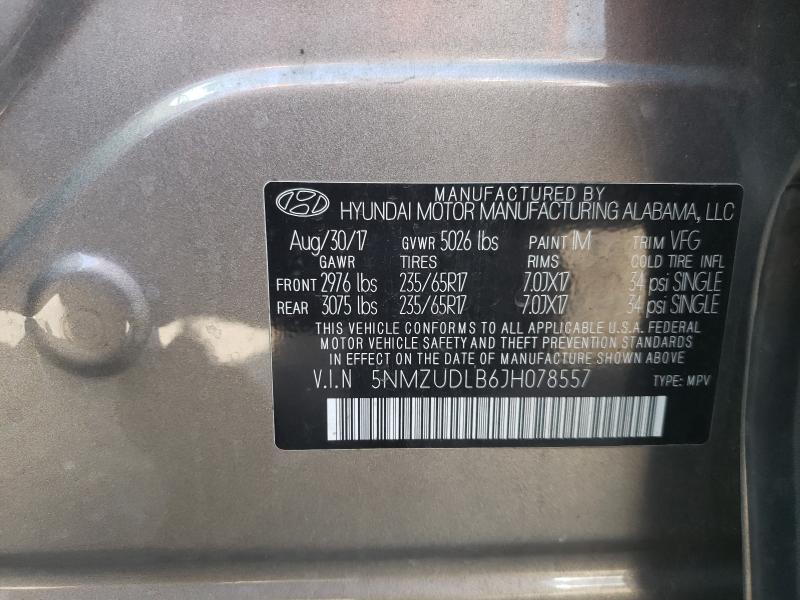 MANUFACTURED BY
HYUNDAI MOTOR MANUFACTURING ALABAMA, LLC
Aug/30/17 GVWR 5026 lbs PAINT IM TRIM VFG
GAWR TIRES RIMS COLD TIRE INFL
FRONT 2976 lbs 235/65R17 7.0JX17 34 psi SINGLE
REAR 3075 lbs 235/65R17 7.0JX17 34 psi SINGLE
THIS VEHICLE CONFORMS TO ALL APPLICABLE U.S.A. FEDERAL
MOTOR VEHICLE SAFETY AND THEFT PREVENTION STANDARDS
IN EFFECT ON THE DATE OF MANUFACTURE SHOWN ABOVE
V.I.N 5NMZUDLB6JH078557 TYPE: MPV